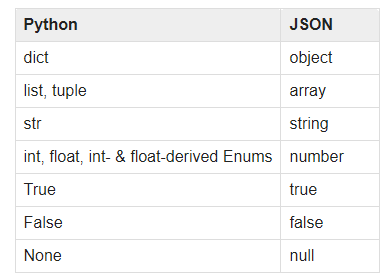 Python JSON
dict object
list, tuple array
str string
int, float, int- & float-derived Enums number
True true
False false
None null